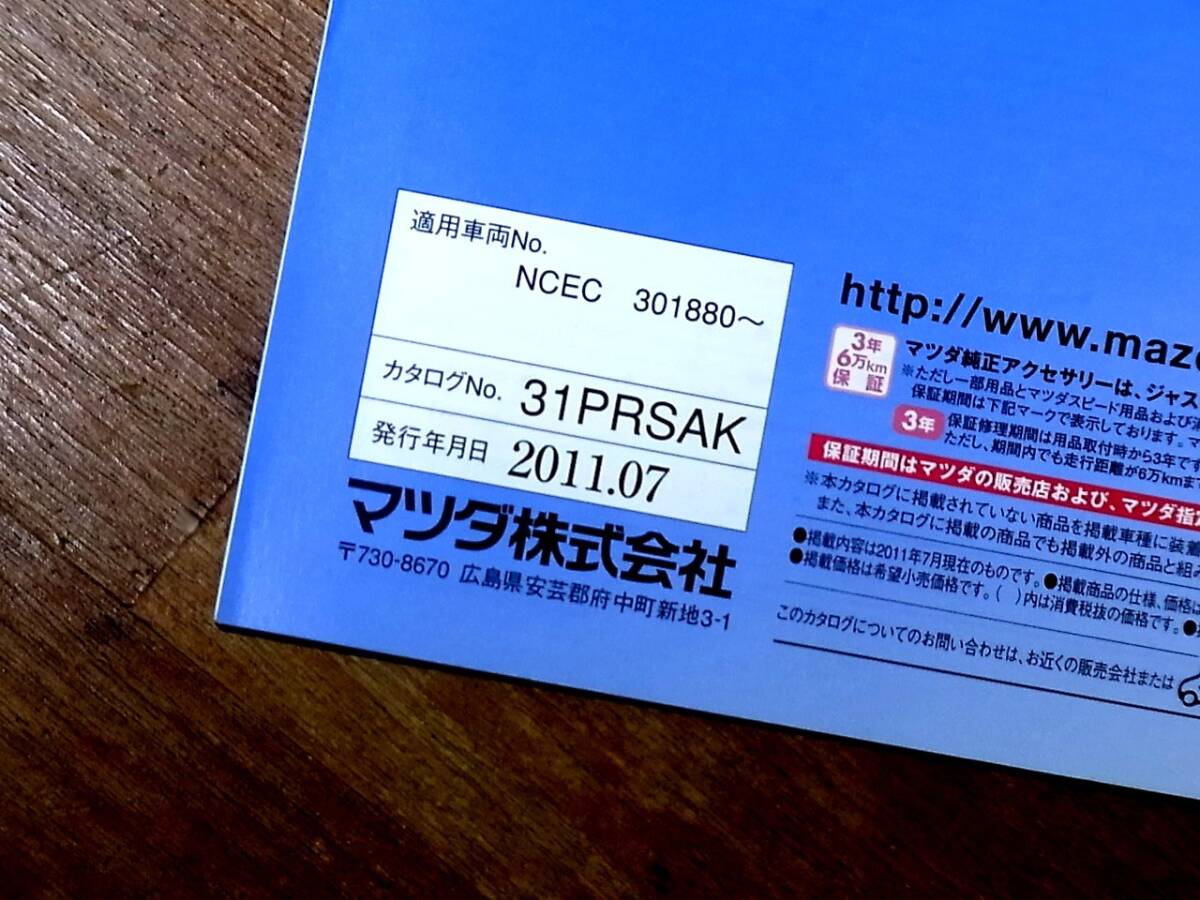 適用車両No.
NCEC 301880～
カタログNo. 31PRSAK
発行年月日 2011.07
マツダ株式会社
〒730-8670 広島県安芸郡府中町新地3-1
http://www.maz
3年
6万km
保証
マツダ純正アクセサリーは、ジャス
※ただし一部用品とマツダスピード用品および
保証期間は下記マークで表示しております。
3年
保証修理期間は用品取付時から3年です
ただし、期間内でも走行距離が6万kmま
保証期間はマツダの販売店および、マツダ指
※本カタログに掲載されていない商品を掲載車種に装着
また、本カタログに掲載の商品でも掲載外の商品と組
●掲載内容は2011年7月現在のものです。●掲載商品の仕様、価格は
●掲載価格は希望小売価格です。( )内は消費税抜の価格です。●
このカタログについてのお問い合わせは、お近くの販売会社または